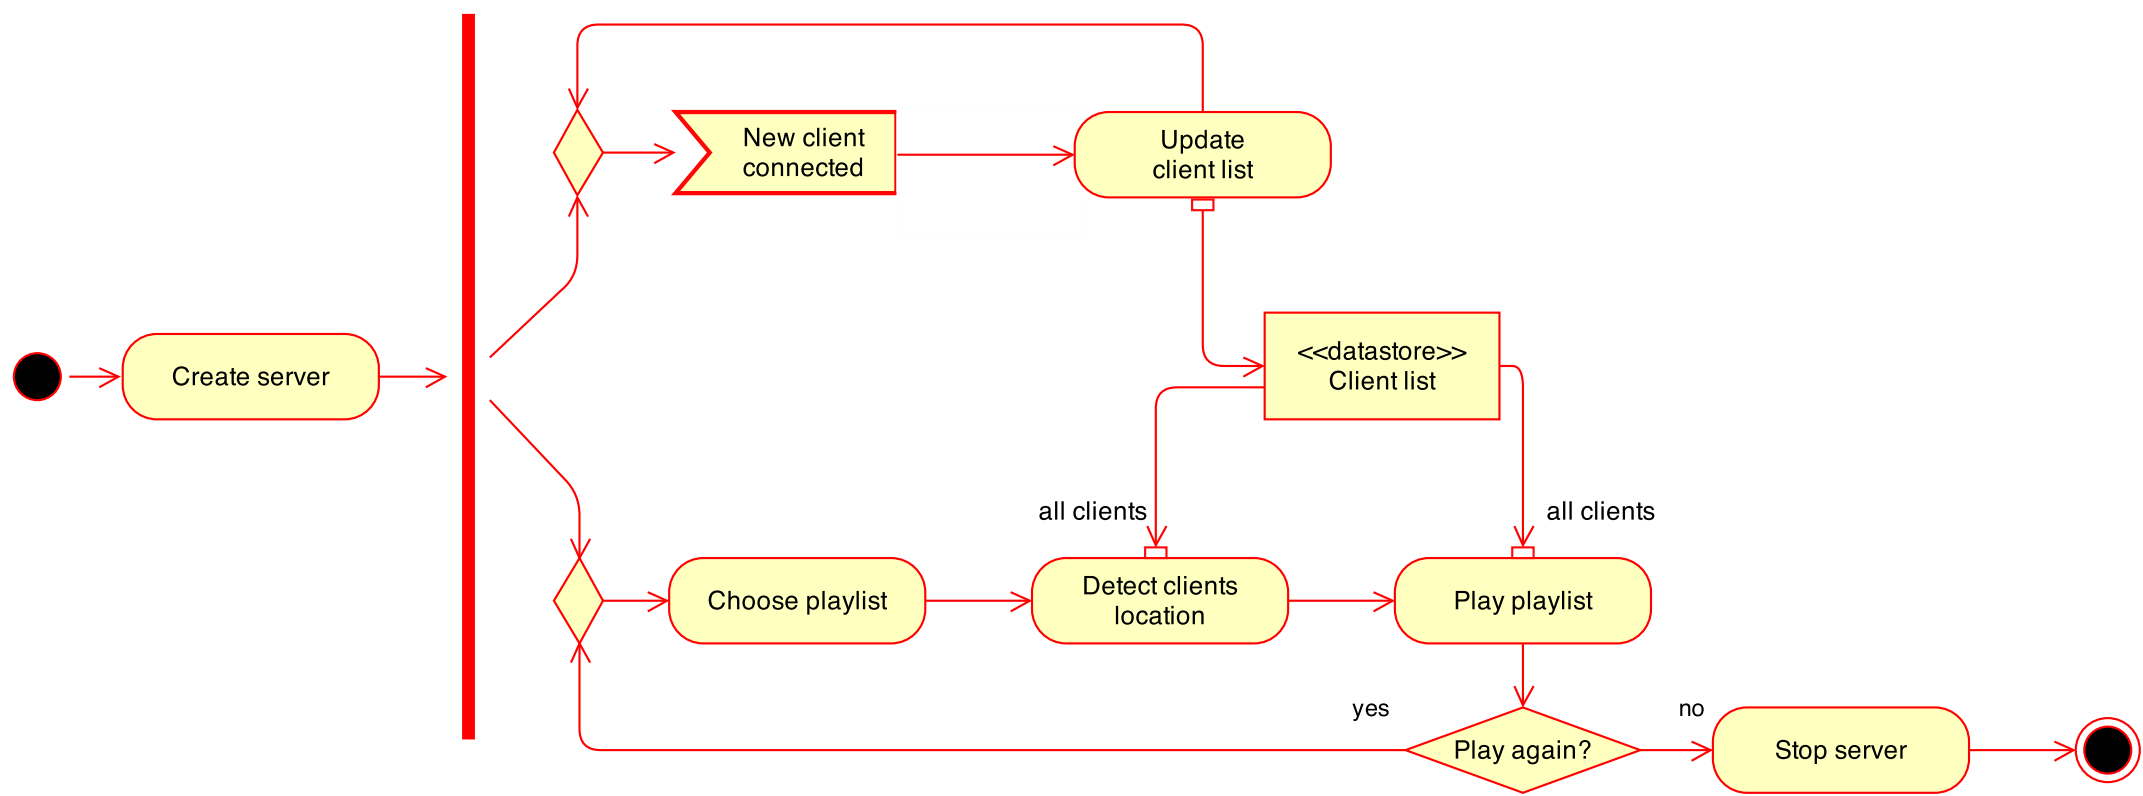 New client
connected
Update
client list
Create server
<<datastore>>
Client list
all clients
all clients
Choose playlist
Detect clients
location
Play playlist
yes
no
Play again?
Stop server